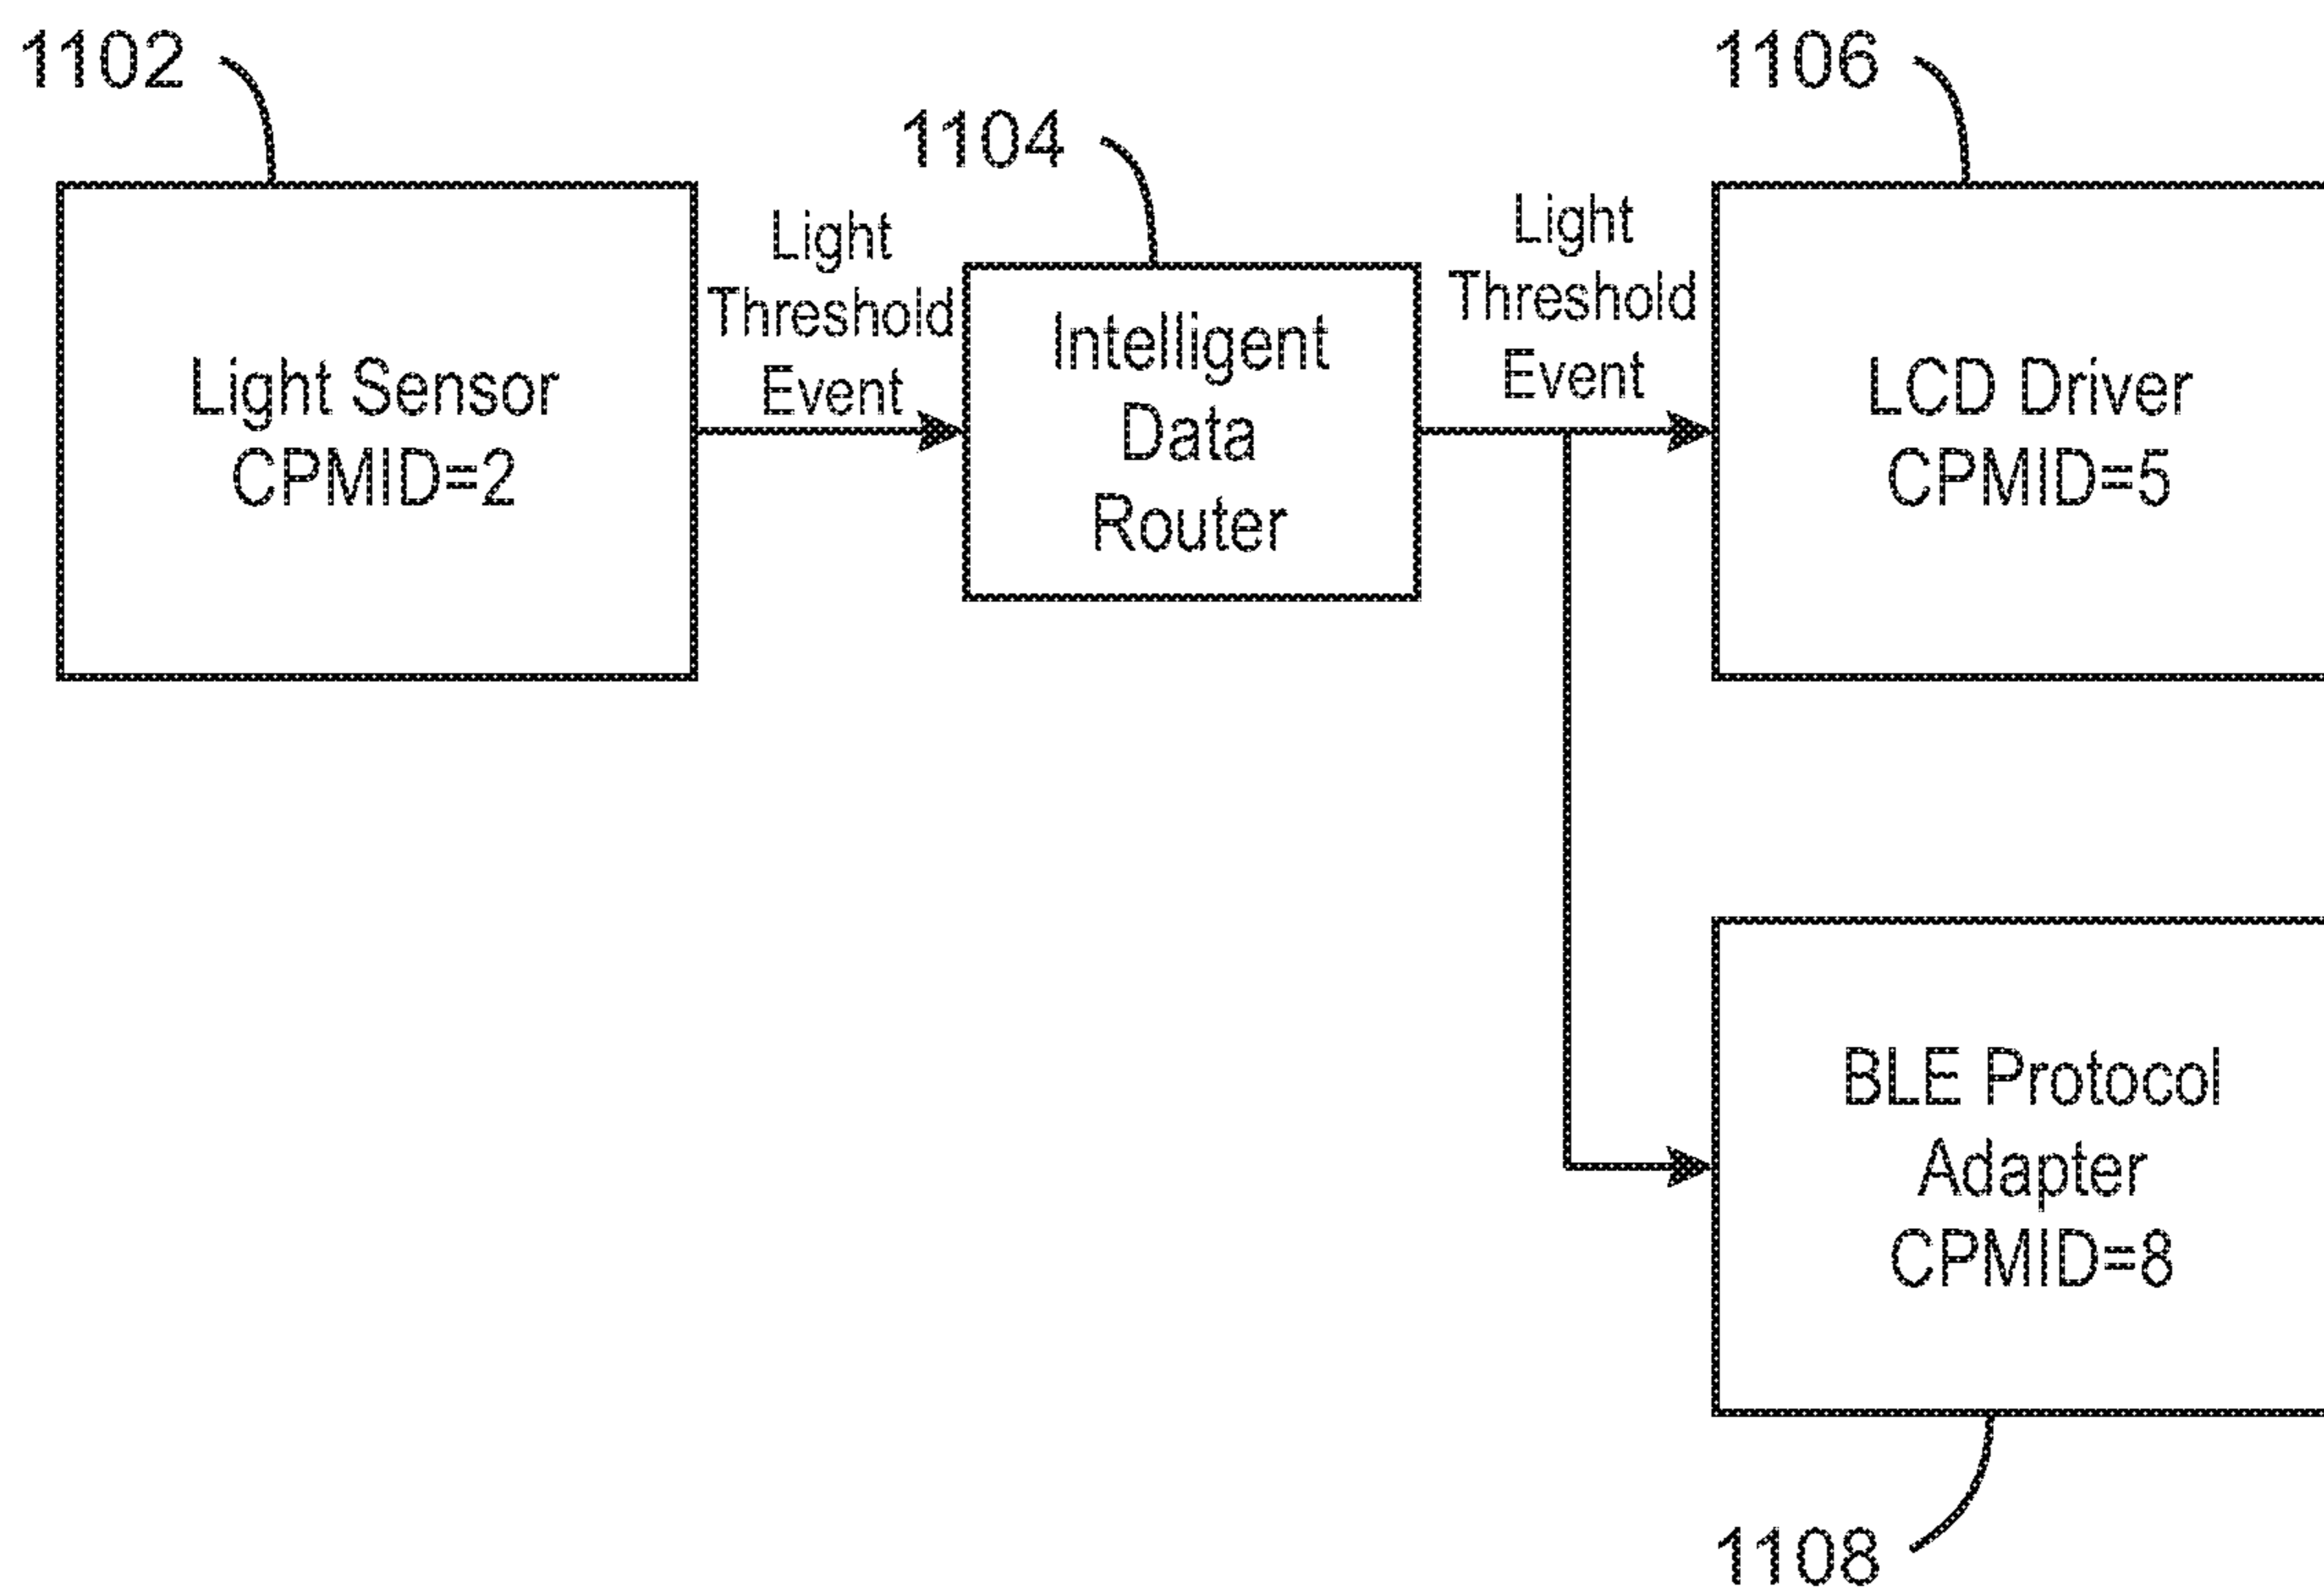 1102
1104
1106
Light Sensor
CPMID=2
Light
Threshold
Event
Intelligent
Data
Router
Light
Threshold
Event
LCD Driver
CPMID=5
BLE Protocol
Adapter
CPMID=8
1108